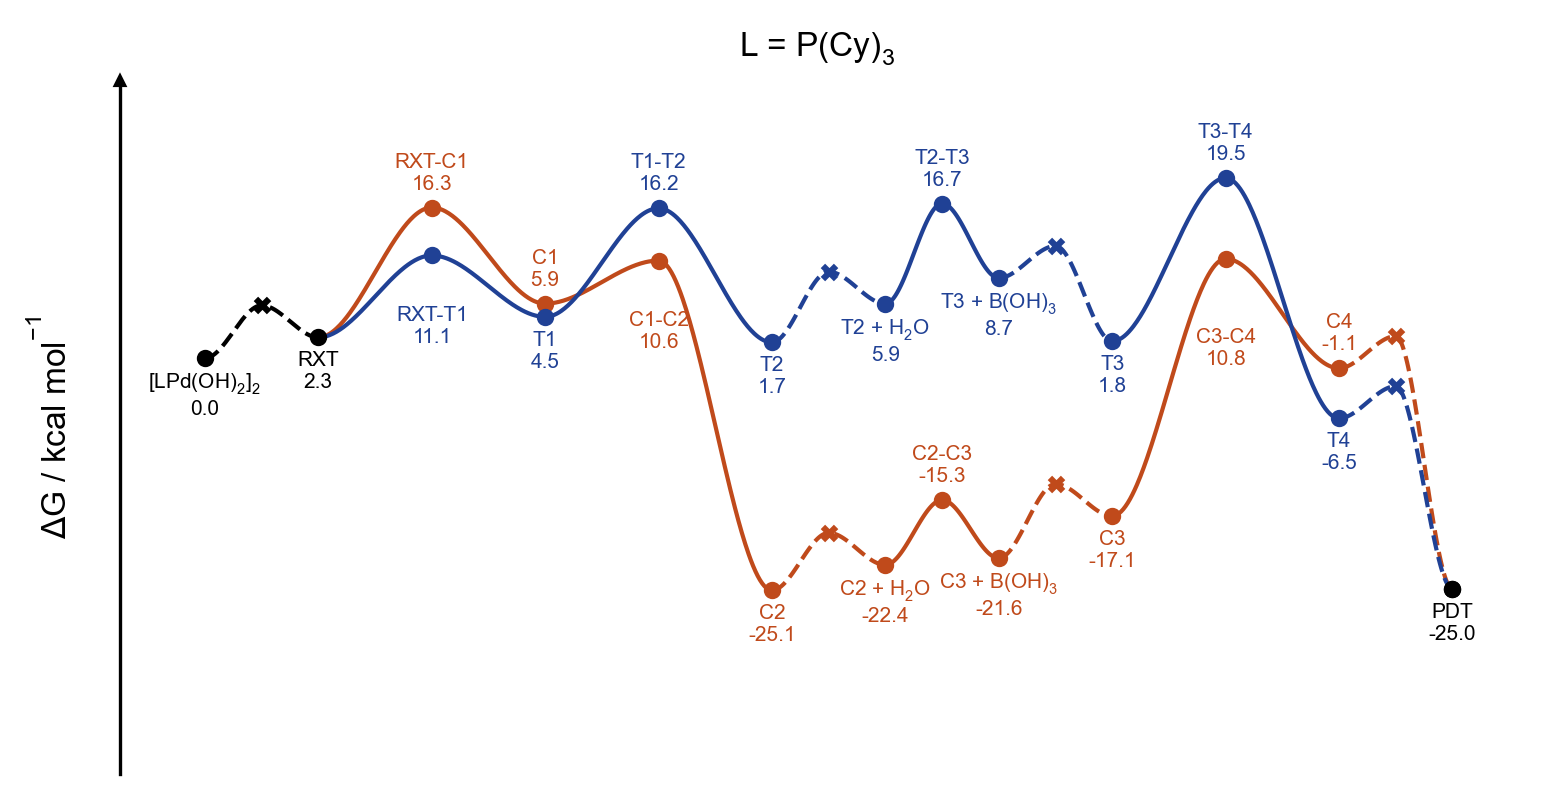 L = P(Cy)₃
ΔG / kcal mol⁻¹
[LPd(OH)₂]₂
0.0
RXT
2.3
RXT-C1
16.3
RXT-T1
11.1
C1
5.9
T1
4.5
T1-T2
16.2
C1-C2
10.6
T2
1.7
C2
-25.1
T2 + H₂O
5.9
C2 + H₂O
-22.4
T2-T3
16.7
C2-C3
-15.3
T3 + B(OH)₃
8.7
C3 + B(OH)₃
-21.6
T3
1.8
C3
-17.1
T3-T4
19.5
C3-C4
10.8
C4
-1.1
T4
-6.5
PDT
-25.0